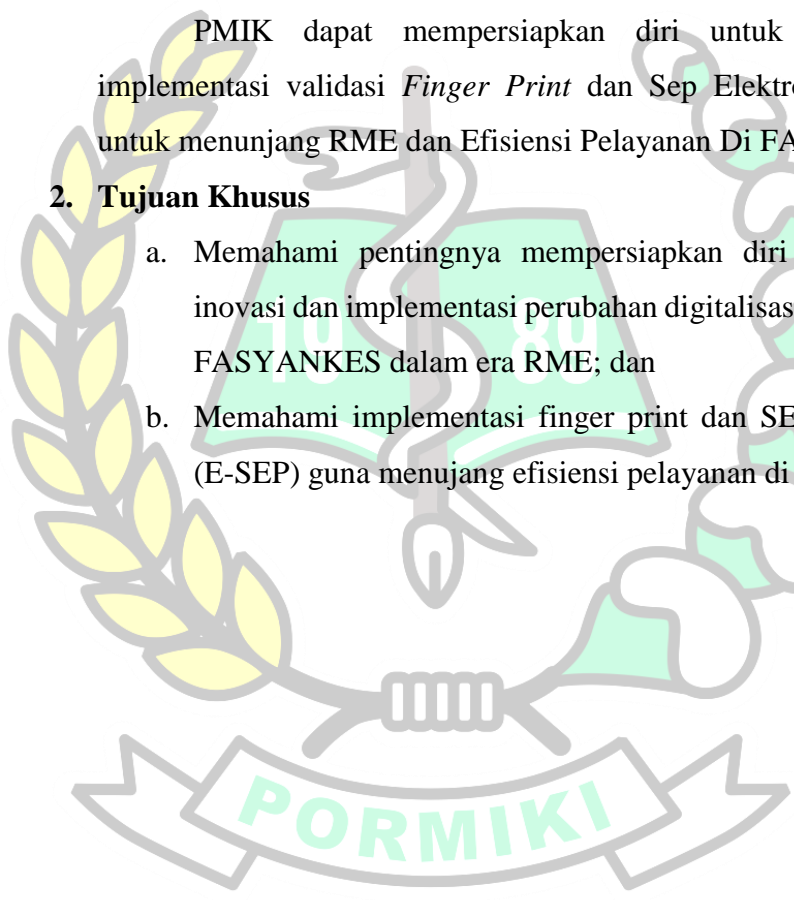 PMIK dapat mempersiapkan diri untuk
implementasi validasi Finger Print dan Sep Elektro
untuk menunjang RME dan Efisiensi Pelayanan Di FA
2. Tujuan Khusus
a. Memahami pentingnya mempersiapkan diri
inovasi dan implementasi perubahan digitalisas
FASYANKES dalam era RME; dan
b. Memahami implementasi finger print dan SE
(E-SEP) guna menujang efisiensi pelayanan di
19 89
PORMIKI